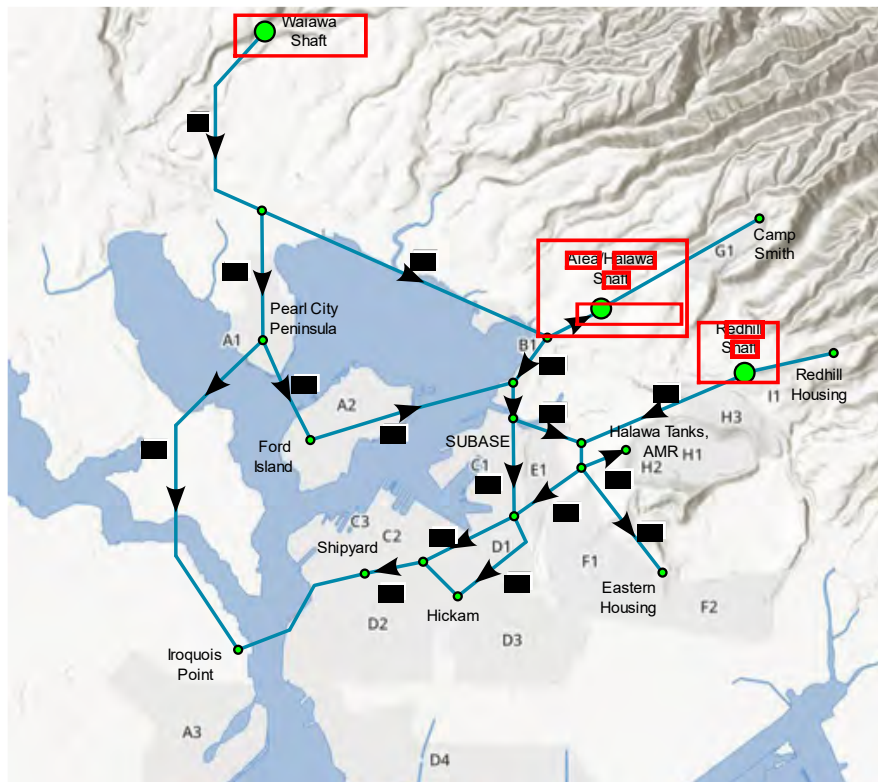 Waiawa
Shaft
Camp
Smith
G1
Aiea/Halawa
Shaft
Pearl City
Peninsula
A1
B1
Redhill
Shaft
Redhill
Housing
I1
A2
H3
Ford
Island
SUBASE
Halawa Tanks,
AMR
C1
E1
H2
H1
C3
C2
Shipyard
D1
F1
Eastern
Housing
F2
Hickam
D2
D3
Iroquois
Point
A3
D4